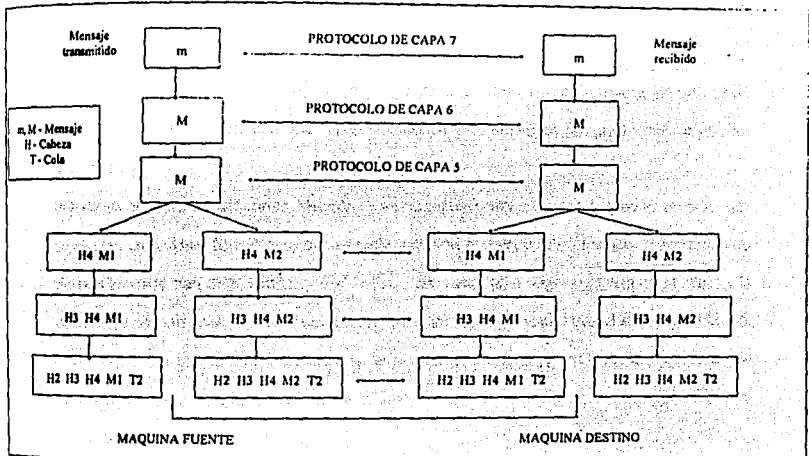 Mensaje
transmitido
m
PROTOCOLO DE CAPA 7
m
Mensaje
recibido
M
PROTOCOLO DE CAPA 6
M
m, M - Mensaje
H - Cabeza
T - Cola
M
PROTOCOLO DE CAPA 5
M
H4 M1
H4 M2
H4 M1
H4 M2
H3 H4 M1
H3 H4 M2
H3 H4 M1
H3 H4 M2
H2 H3 H4 M1 T2
H2 H3 H4 M2 T2
H2 H3 H4 M1 T2
H2 H3 H4 M2 T2
MAQUINA FUENTE
MAQUINA DESTINO